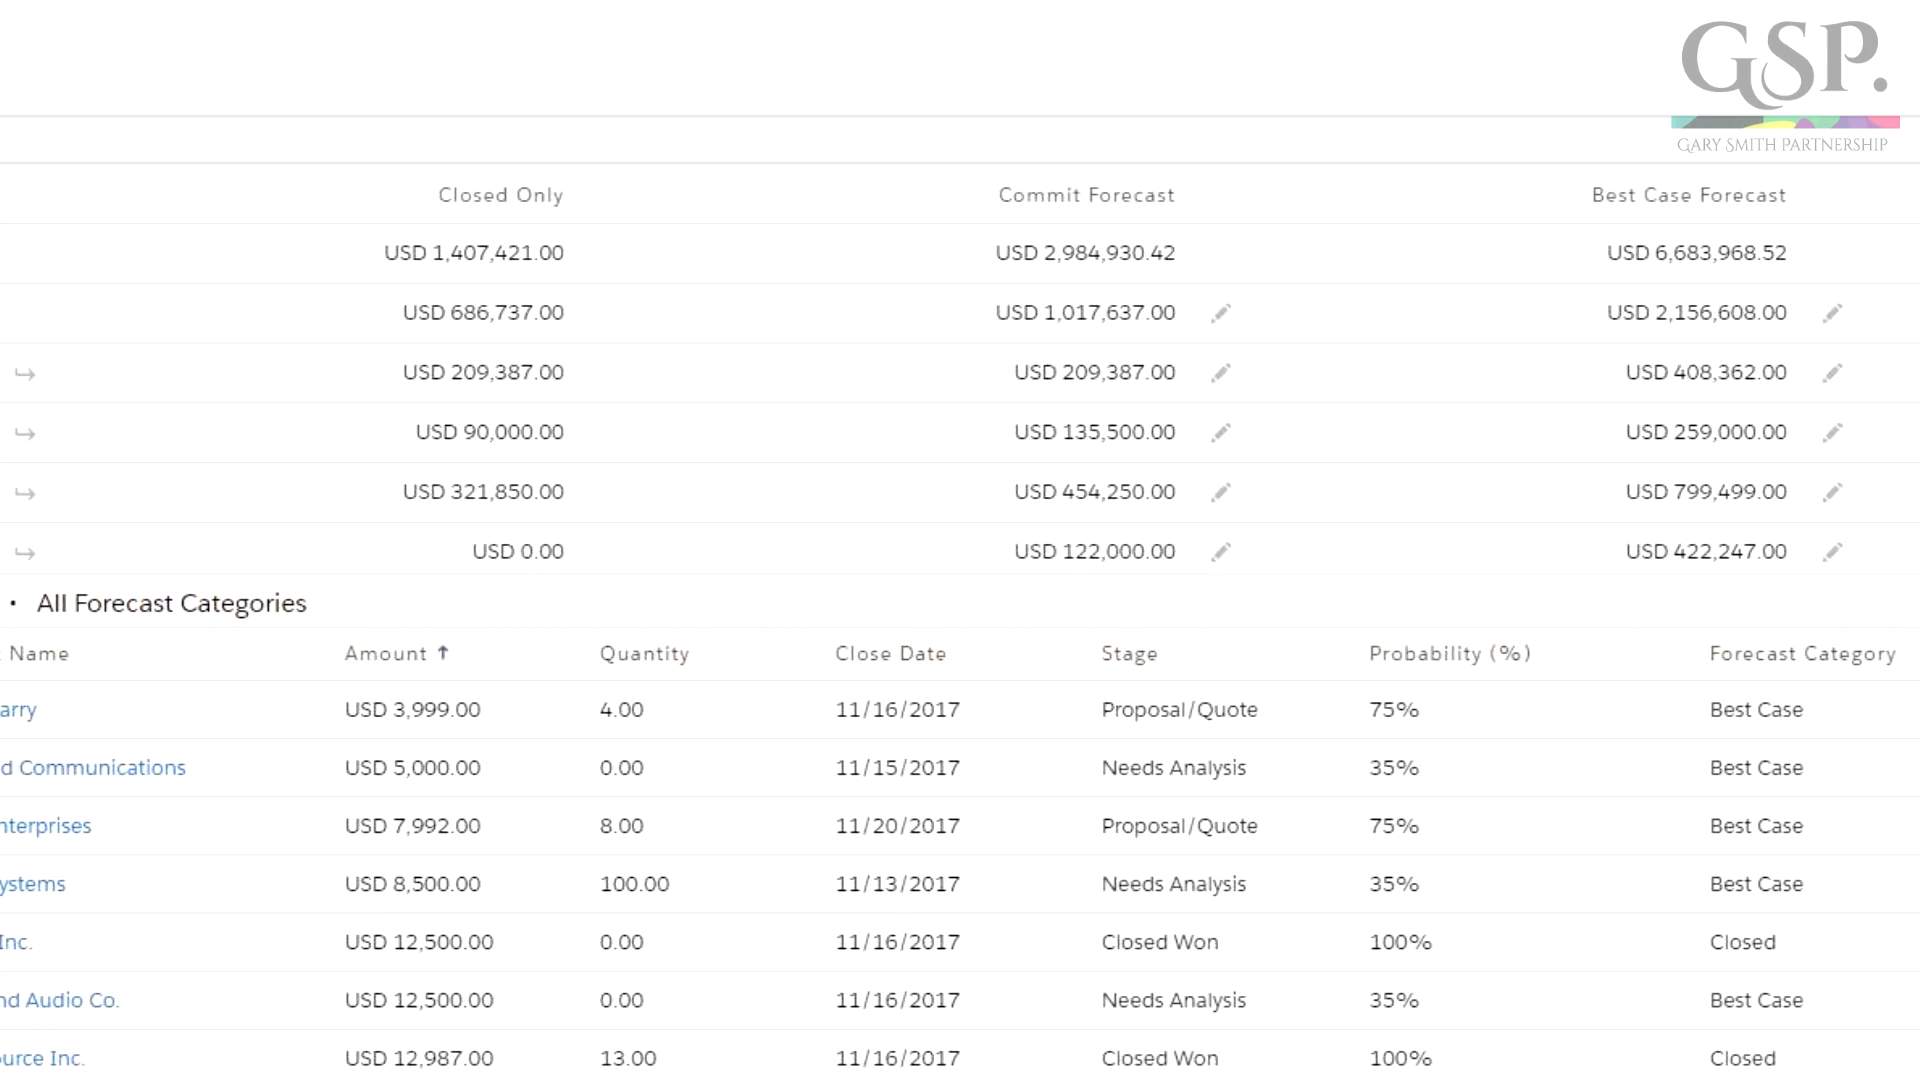 GSP.
GARY SMITH PARTNERSHIP
Closed Only Commit Forecast Best Case Forecast
USD 1,407,421.00 USD 2,984,930.42 USD 6,683,968.52
USD 686,737.00 USD 1,017,637.00 USD 2,156,608.00
USD 209,387.00 USD 209,387.00 USD 408,362.00
USD 90,000.00 USD 135,500.00 USD 259,000.00
USD 321,850.00 USD 454,250.00 USD 799,499.00
USD 0.00 USD 122,000.00 USD 422,247.00
· All Forecast Categories
Name Amount ↑ Quantity Close Date Stage Probability (%) Forecast Category
arry USD 3,999.00 4.00 11/16/2017 Proposal/Quote 75% Best Case
d Communications USD 5,000.00 0.00 11/15/2017 Needs Analysis 35% Best Case
nterprises USD 7,992.00 8.00 11/20/2017 Proposal/Quote 75% Best Case
ystems USD 8,500.00 100.00 11/13/2017 Needs Analysis 35% Best Case
Inc. USD 12,500.00 0.00 11/16/2017 Closed Won 100% Closed
nd Audio Co. USD 12,500.00 0.00 11/16/2017 Needs Analysis 35% Best Case
ource Inc. USD 12,987.00 13.00 11/16/2017 Closed Won 100% Closed